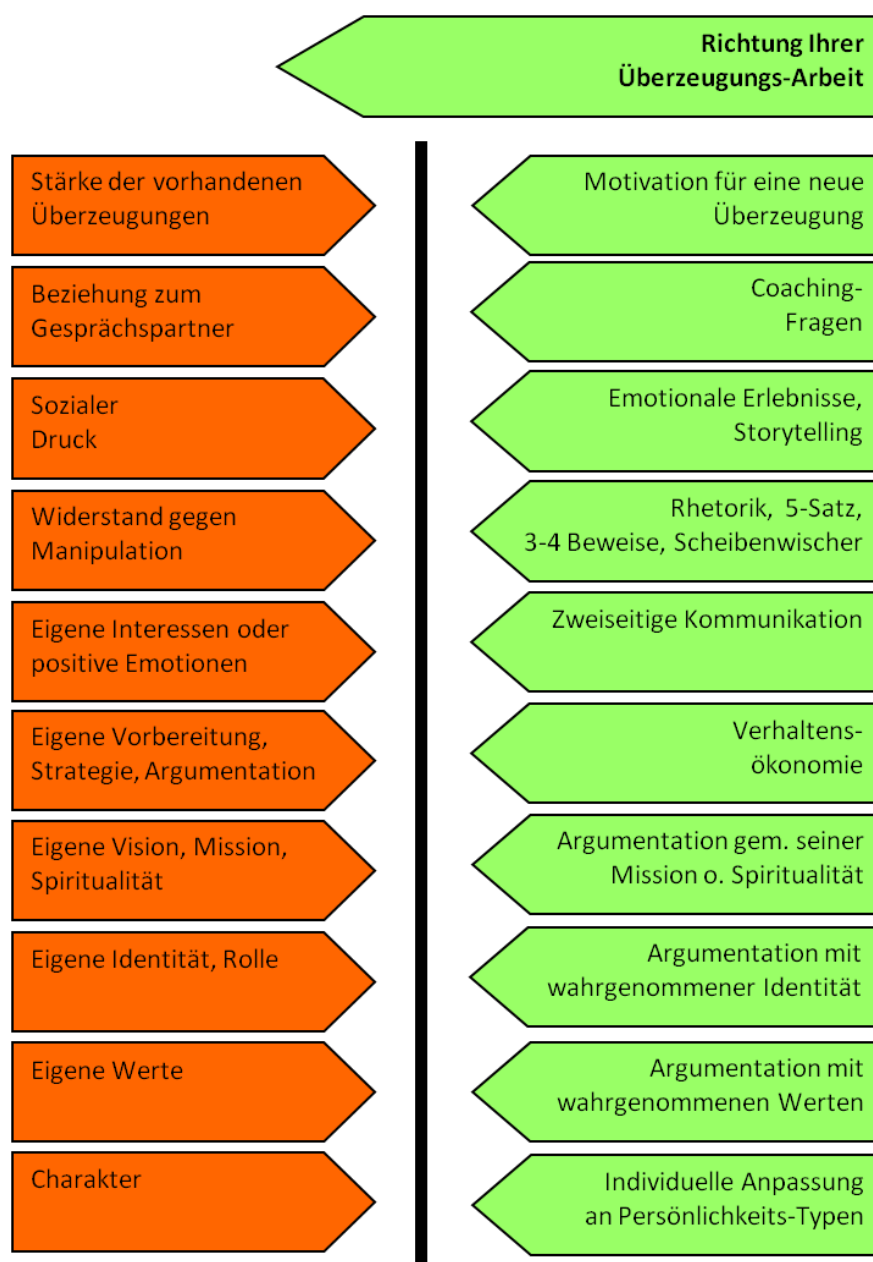 Richtung Ihrer
Überzeugungs-Arbeit
Stärke der vorhandenen
Überzeugungen
Motivation für eine neue
Überzeugung
Beziehung zum
Gesprächspartner
Coaching-
Fragen
Sozialer
Druck
Emotionale Erlebnisse,
Storytelling
Widerstand gegen
Manipulation
Rhetorik, 5-Satz,
3-4 Beweise, Scheibenwischer
Eigene Interessen oder
positive Emotionen
Zweiseitige Kommunikation
Eigene Vorbereitung,
Strategie, Argumentation
Verhaltens-
ökonomie
Eigene Vision, Mission,
Spiritualität
Argumentation gem. seiner
Mission o. Spiritualität
Eigene Identität, Rolle
Argumentation mit
wahrgenommener Identität
Eigene Werte
Argumentation mit
wahrgenommenen Werten
Charakter
Individuelle Anpassung
an Persönlichkeits-Typen